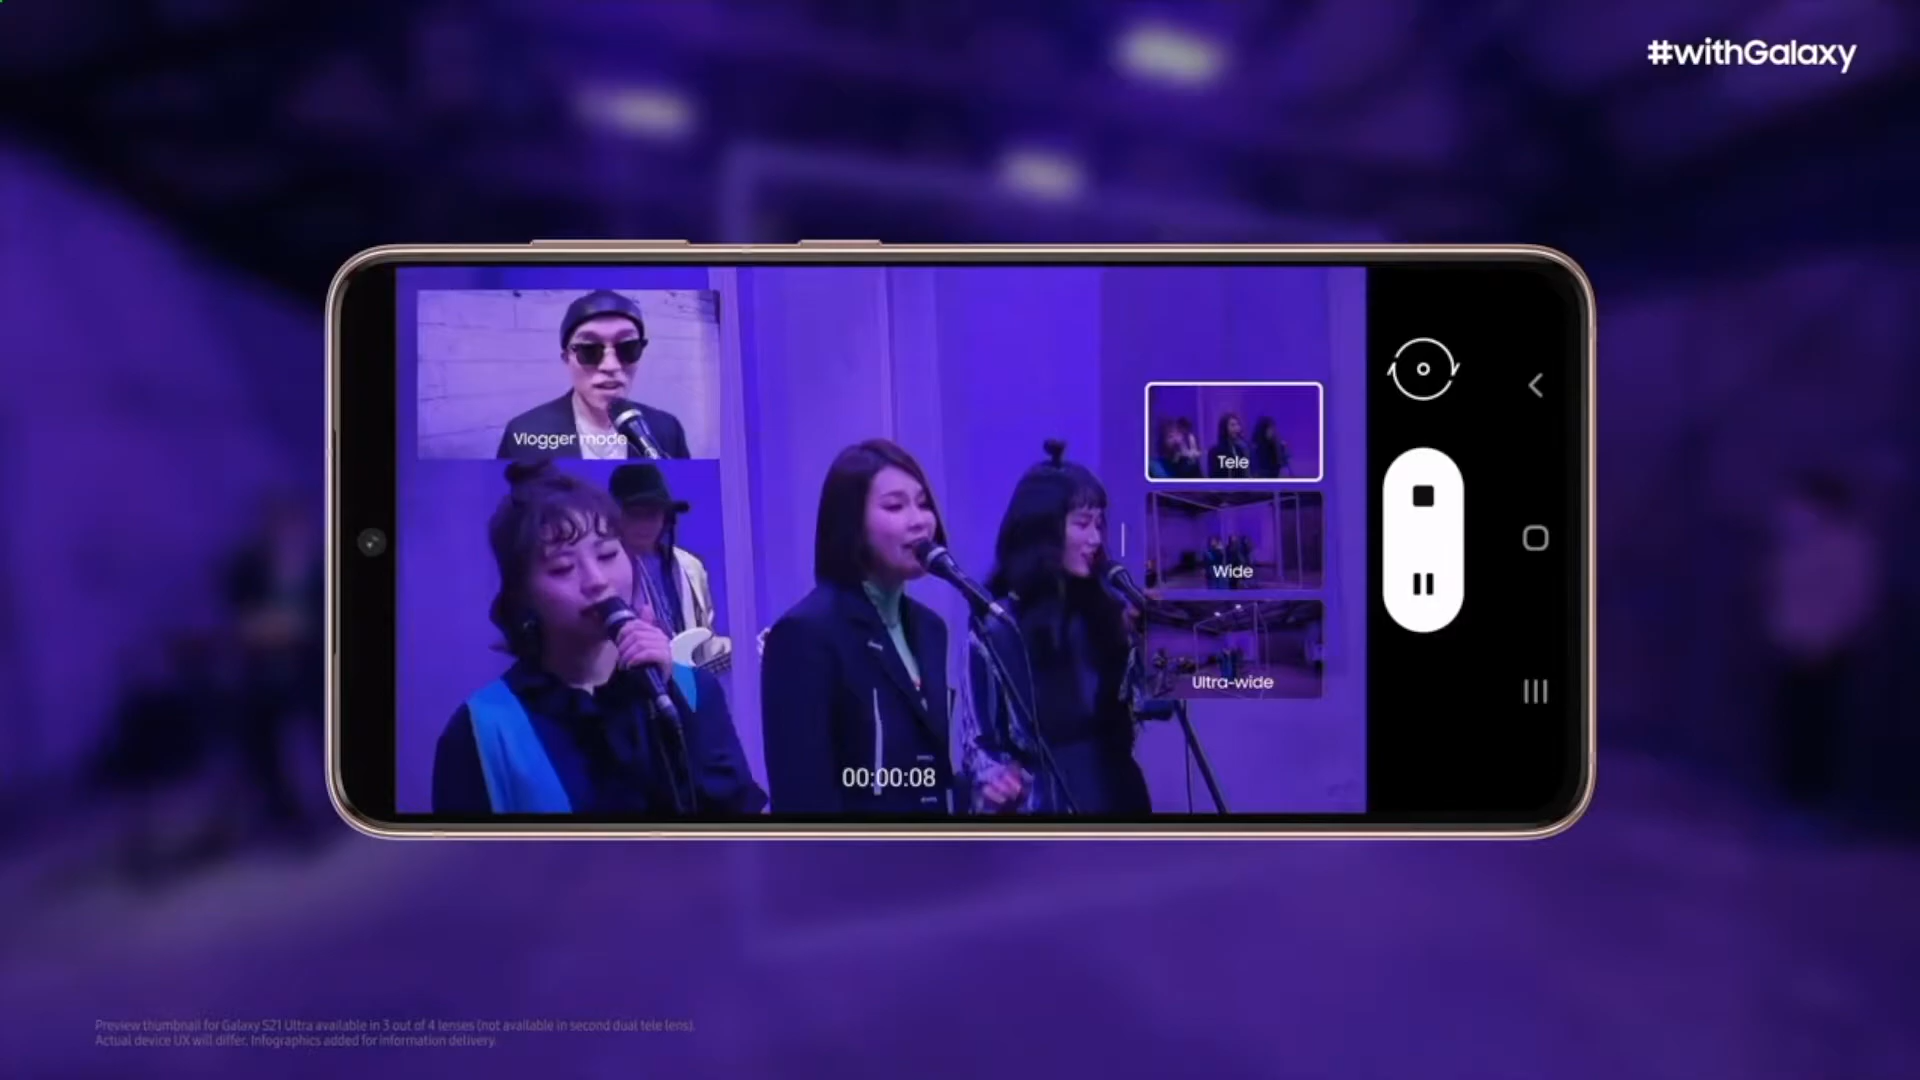 #withGalaxy
Vlogger mode
Tele
Wide
Ultra-wide
00:00:08
Preview thumbnail for Galaxy S21 Ultra available in 3 out of 4 lenses (not available in second dual tele lens).
Actual device UX will differ. Infographics added for information delivery.